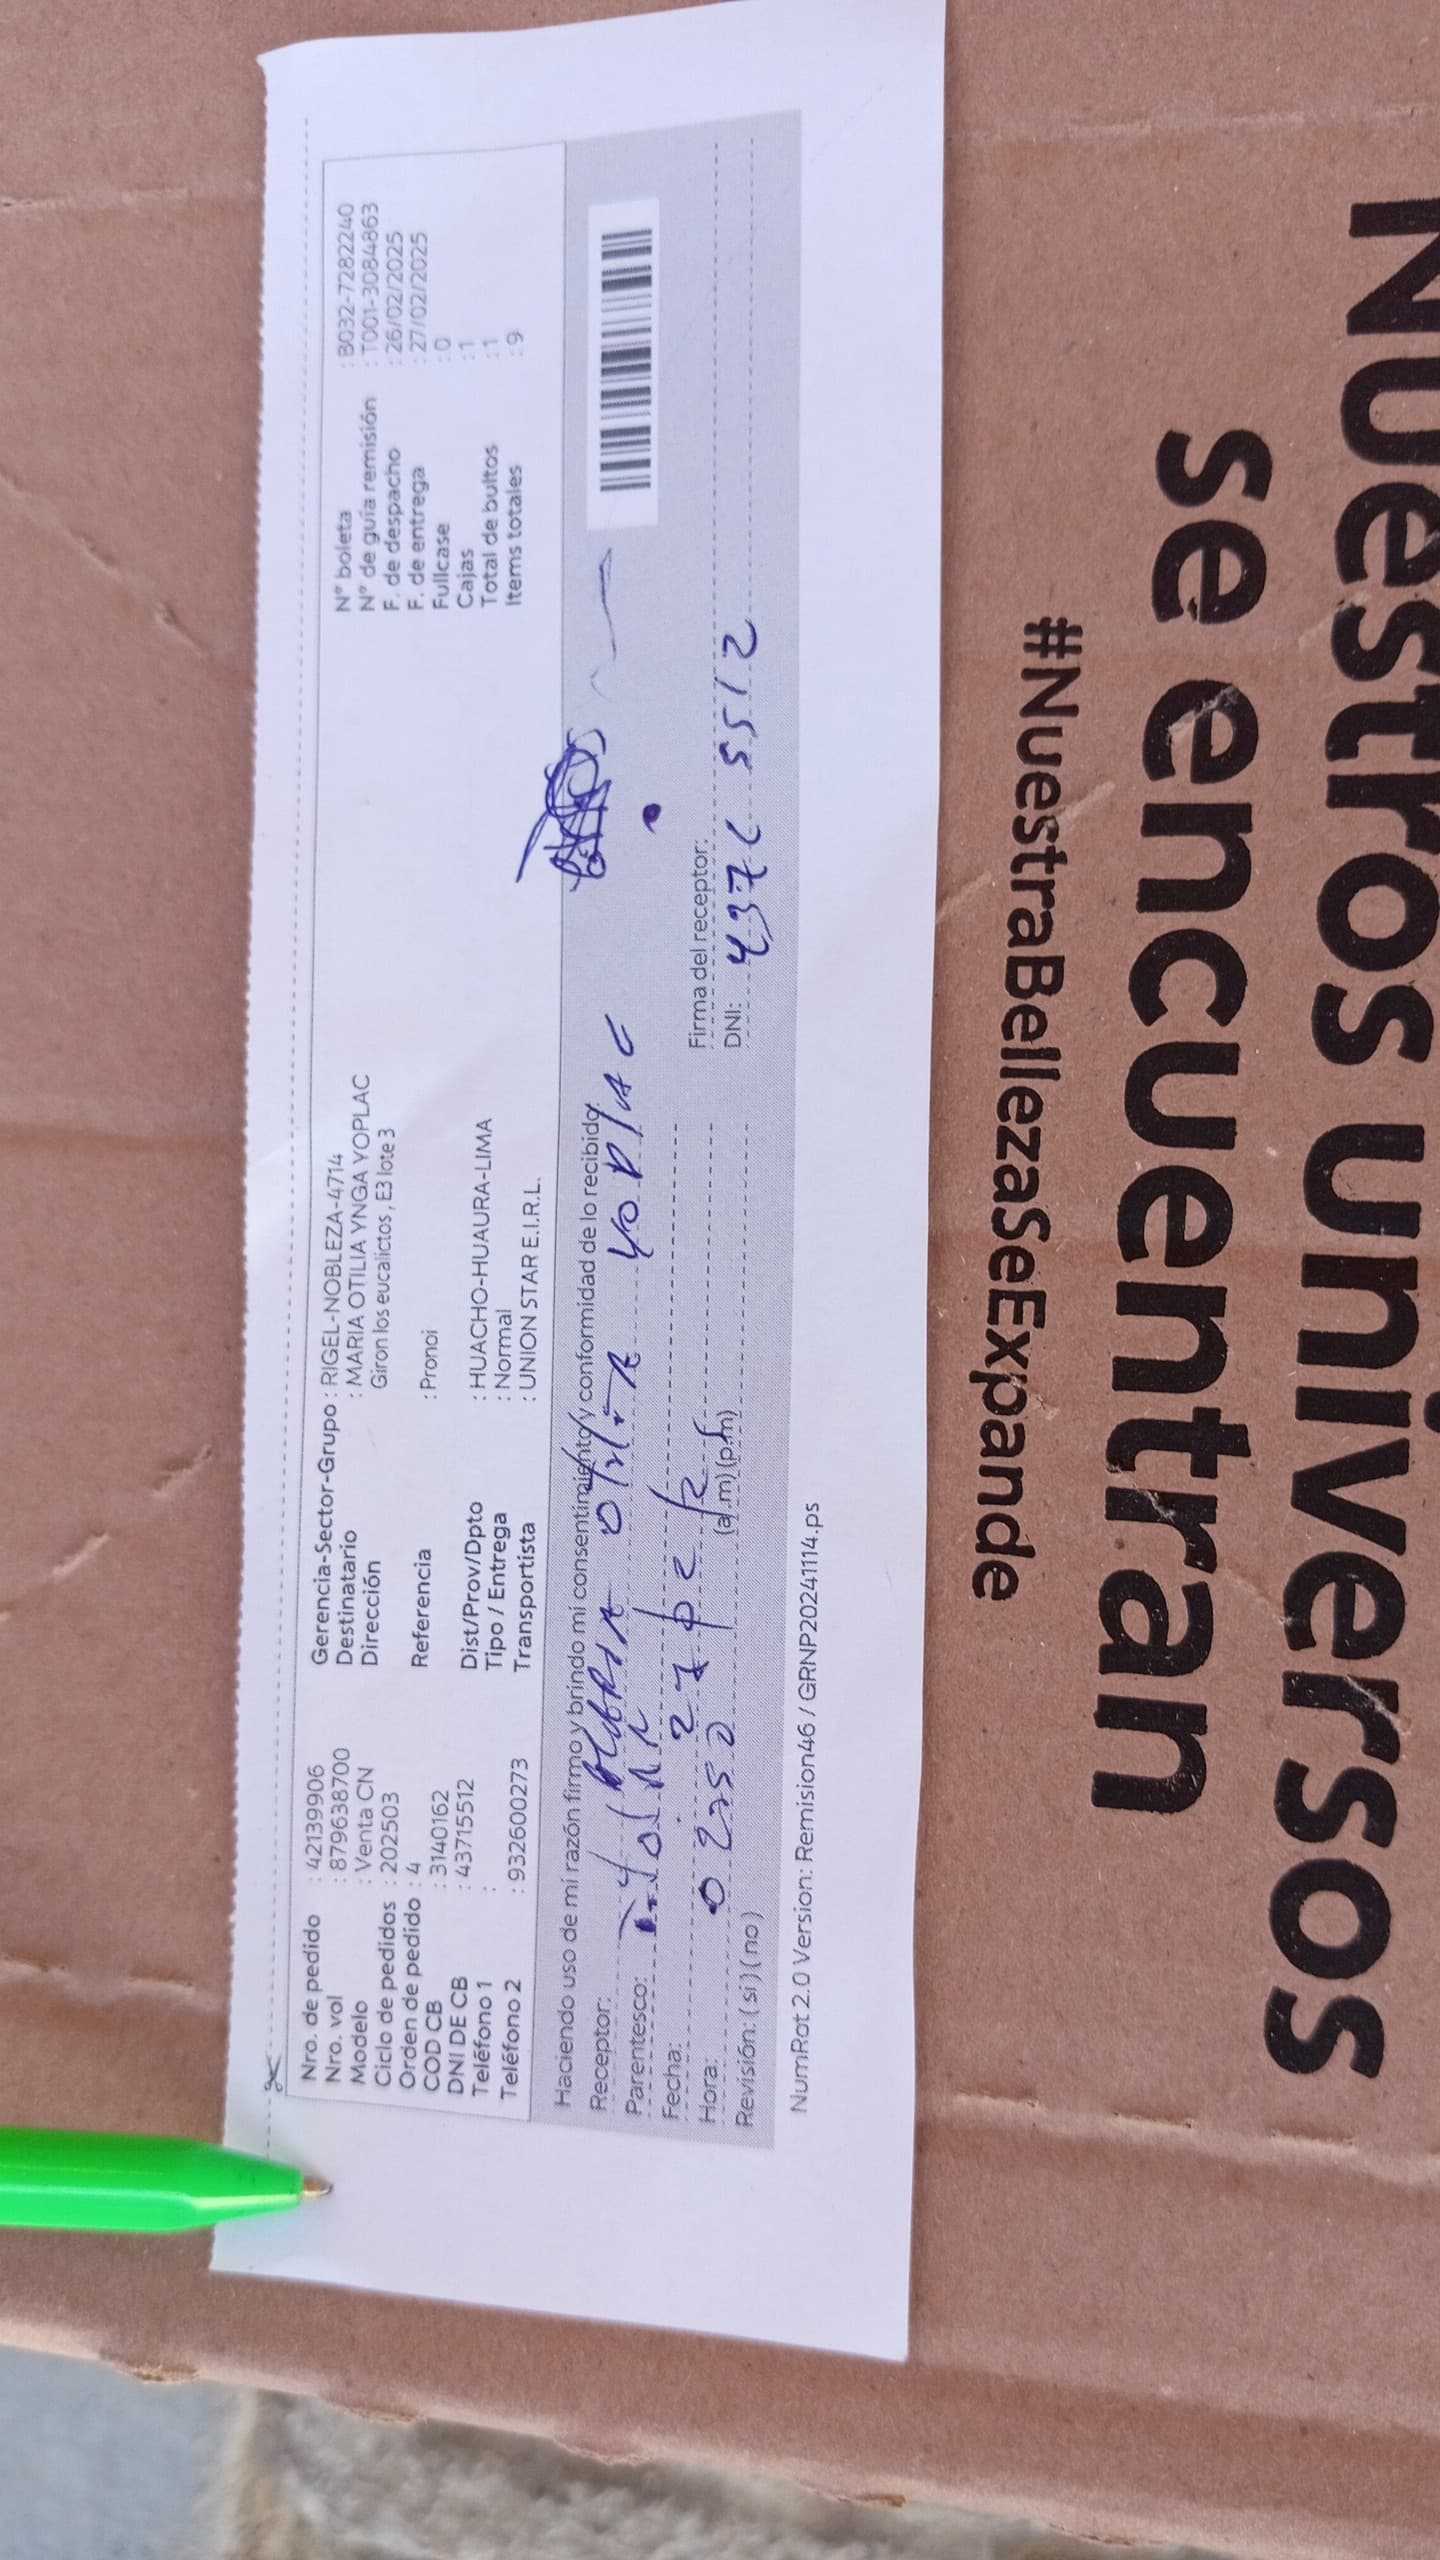 Nro. de pedido : 42139906
Nro. vol : 879638700
Modelo : Venta CN
Ciclo de pedidos : 202503
Orden de pedido : 4
COD CB : 3140162
DNI DE CB : 43715512
Teléfono 1 :
Teléfono 2 : 932600273
Gerencia-Sector-Grupo : RIGEL-NOBLEZA-4714
Destinatario : MARIA OTILIA YNGA YOPLAC
Dirección Giron los eucalictos, E3 lote 3
Referencia : Pronoi
Dist/Prov/Dpto : HUACHO-HUAURA-LIMA
Tipo / Entrega : Normal
Transportista : UNION STAR E.I.R.L.
N° boleta : B032-7282240
N° de guía remisión : T001-3084863
F. de despacho : 26/02/2025
F. de entrega : 27/02/2025
Fullcase : 0
Cajas : 1
Total de bultos : 1
Items totales : 9
Haciendo uso de mi razón firmo y brindo mi consentimiento y conformidad de lo recibido.
Receptor: Otilia Yoplac
Parentesco:
Fecha: 27
Hora: (a.m) (p.m)
Revisión: ( si ) ( no )
Firma del receptor:
DNI: 5512
NumRot 2.0 Version: Remision46 / GRNP20241114.ps
#NuestraBellezaSeExpande
se encuentran
Nuestros universos